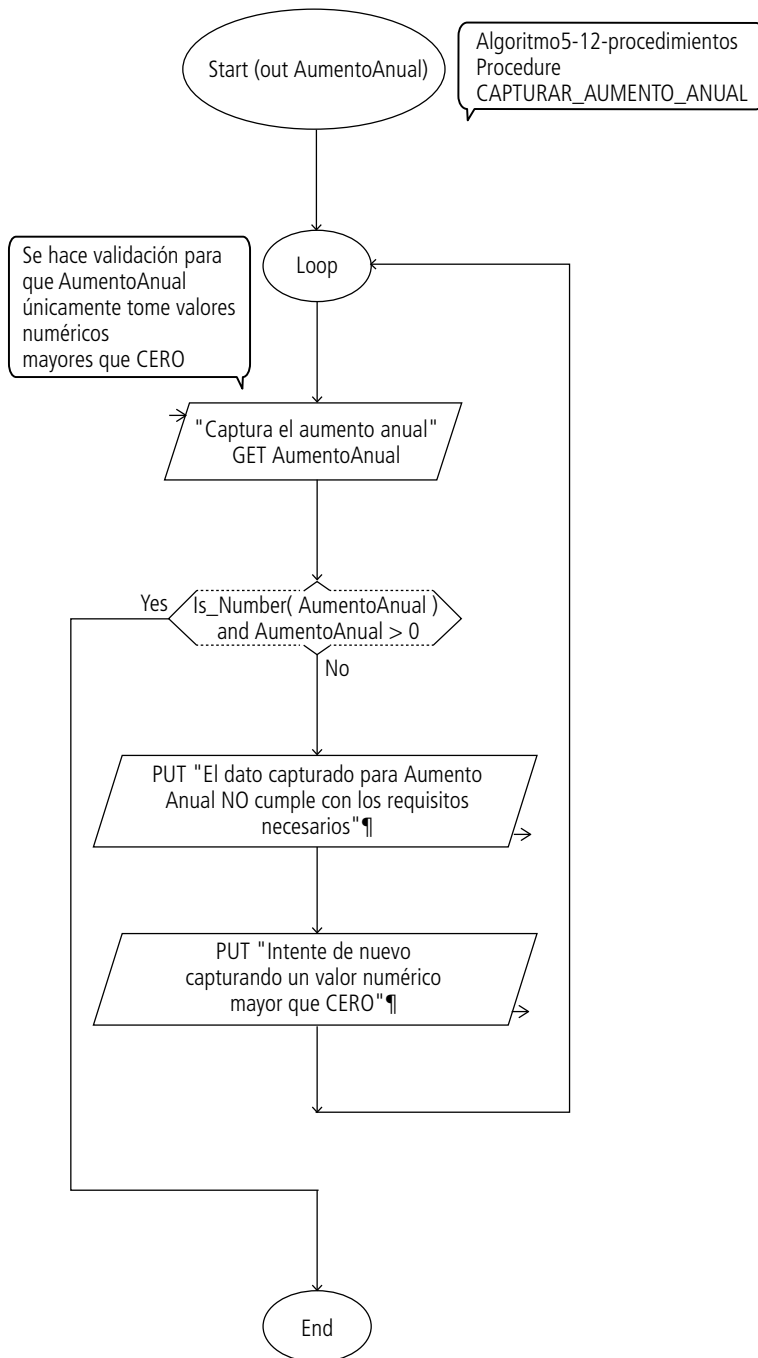 Start (out AumentoAnual)
Algoritmo5-12-procedimientos
Procedure
CAPTURAR_AUMENTO_ANUAL
Loop
Se hace validación para
que AumentoAnual
únicamente tome valores
numéricos
mayores que CERO
"Captura el aumento anual"
GET AumentoAnual
Yes
Is_Number( AumentoAnual )
and AumentoAnual > 0
No
PUT "El dato capturado para Aumento
Anual NO cumple con los requisitos
necesarios"¶
PUT "Intente de nuevo
capturando un valor numérico
mayor que CERO"¶
End